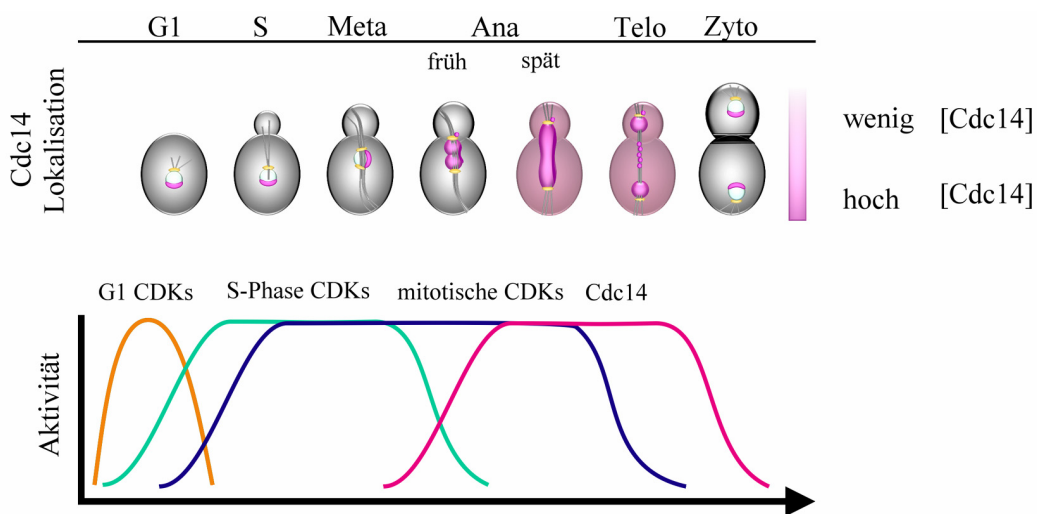 G1 S Meta Ana Telo Zyto
früh spät
Cdc14
Lokalisation
wenig [Cdc14]
hoch [Cdc14]
G1 CDKs S-Phase CDKs mitotische CDKs Cdc14
Aktivität